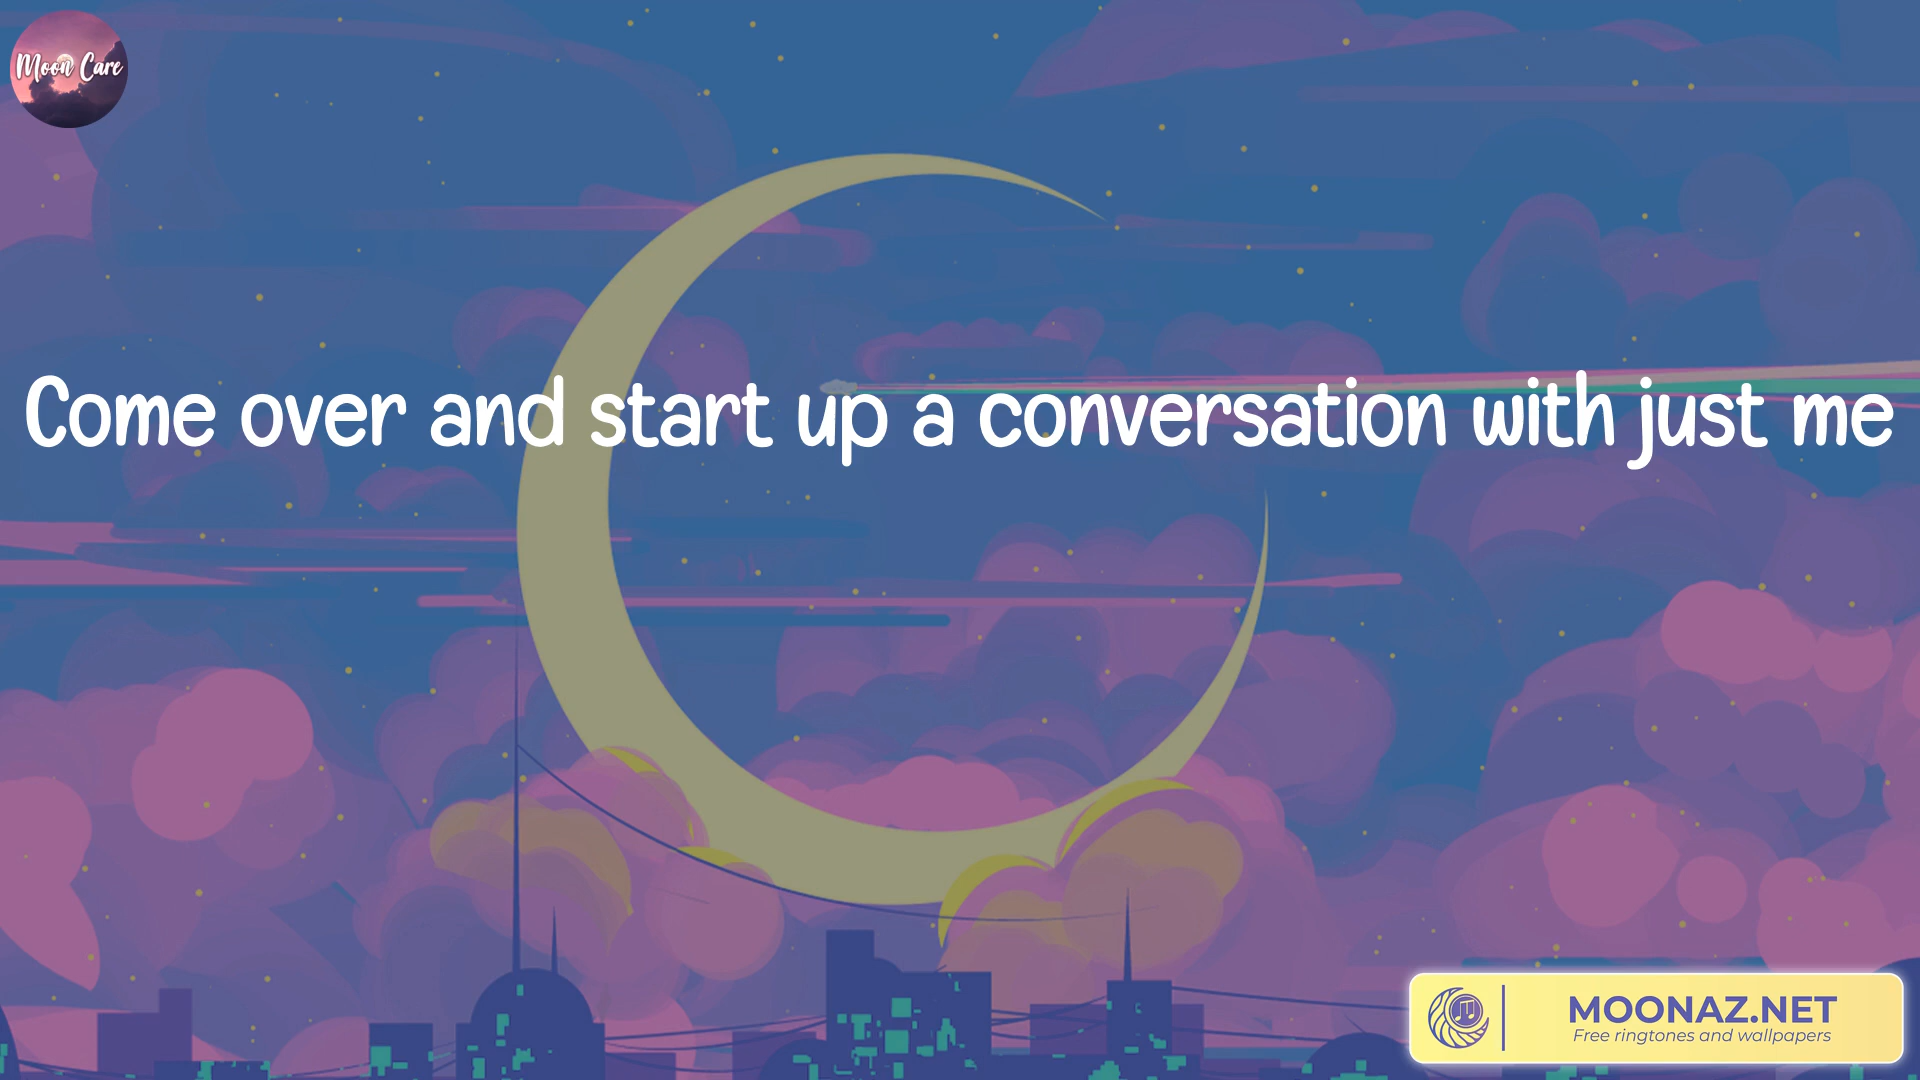 Moon Care
Come over and start up a conversation with just me
MOONAZ.NET
Free ringtones and wallpapers